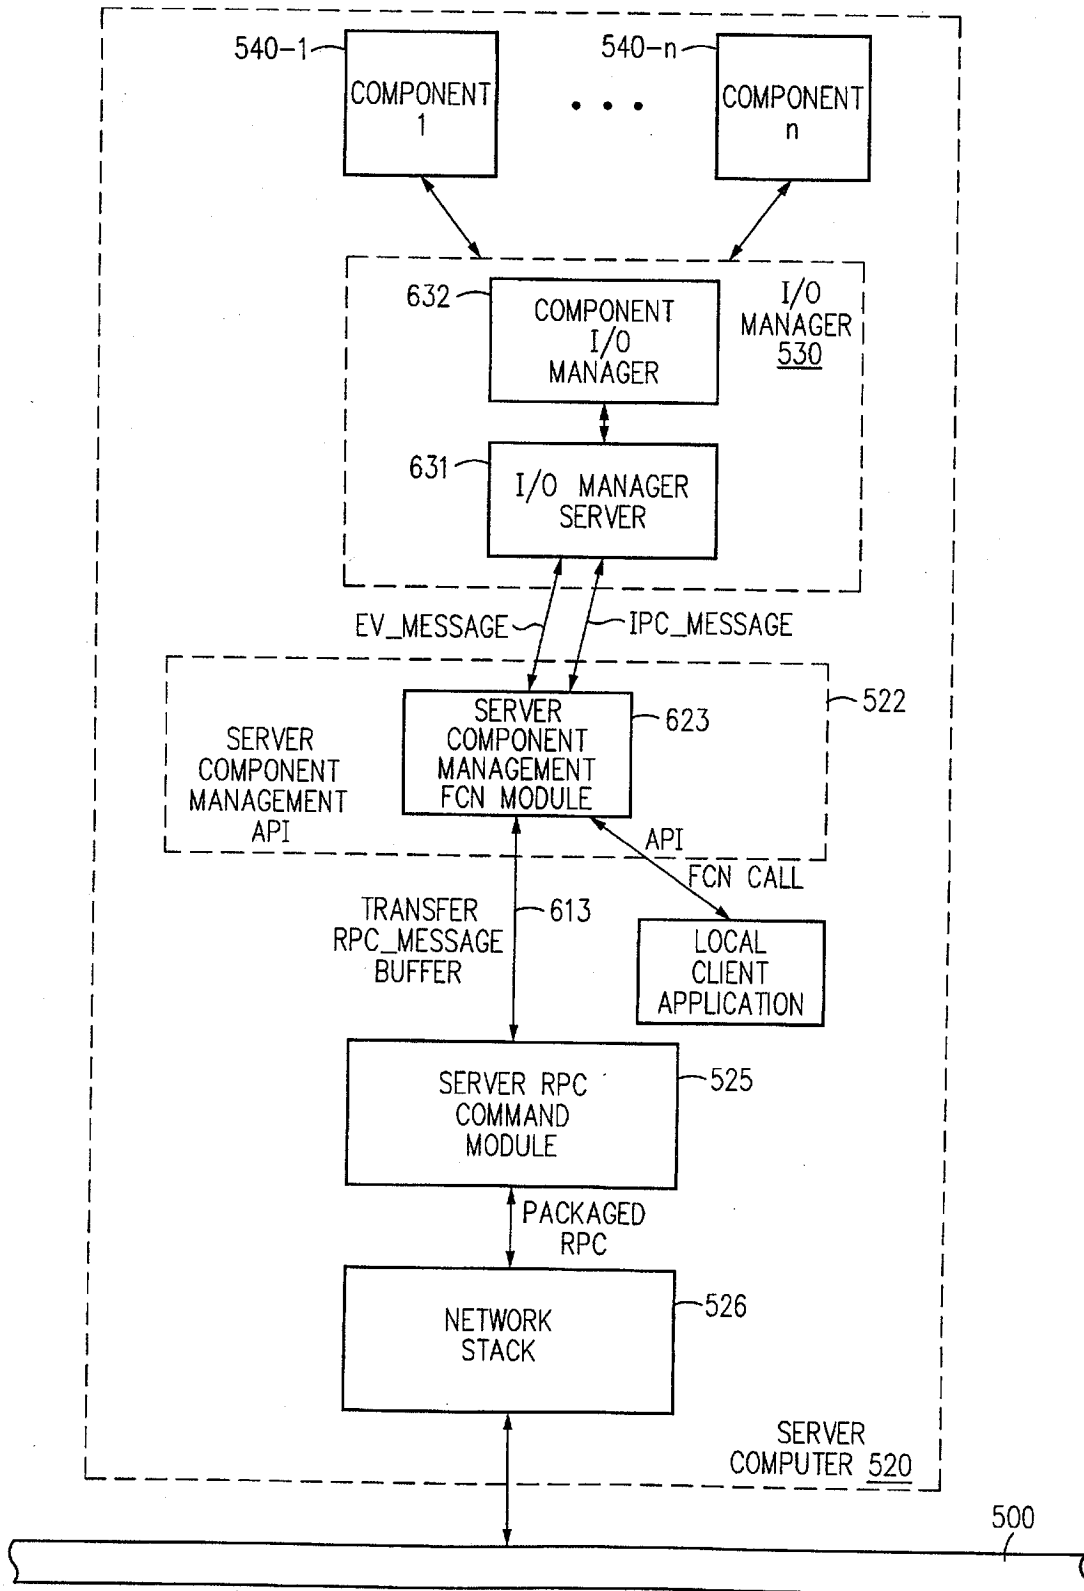 540-1
COMPONENT
1
540-n
COMPONENT
n
632
COMPONENT
I/O
MANAGER
I/O
MANAGER
530
631
I/O MANAGER
SERVER
EV_MESSAGE
IPC_MESSAGE
522
SERVER
COMPONENT
MANAGEMENT
API
SERVER
COMPONENT
MANAGEMENT
FCN MODULE
623
API
FCN CALL
TRANSFER
RPC_MESSAGE
BUFFER
613
LOCAL
CLIENT
APPLICATION
SERVER RPC
COMMAND
MODULE
525
PACKAGED
RPC
NETWORK
STACK
526
SERVER
COMPUTER 520
500